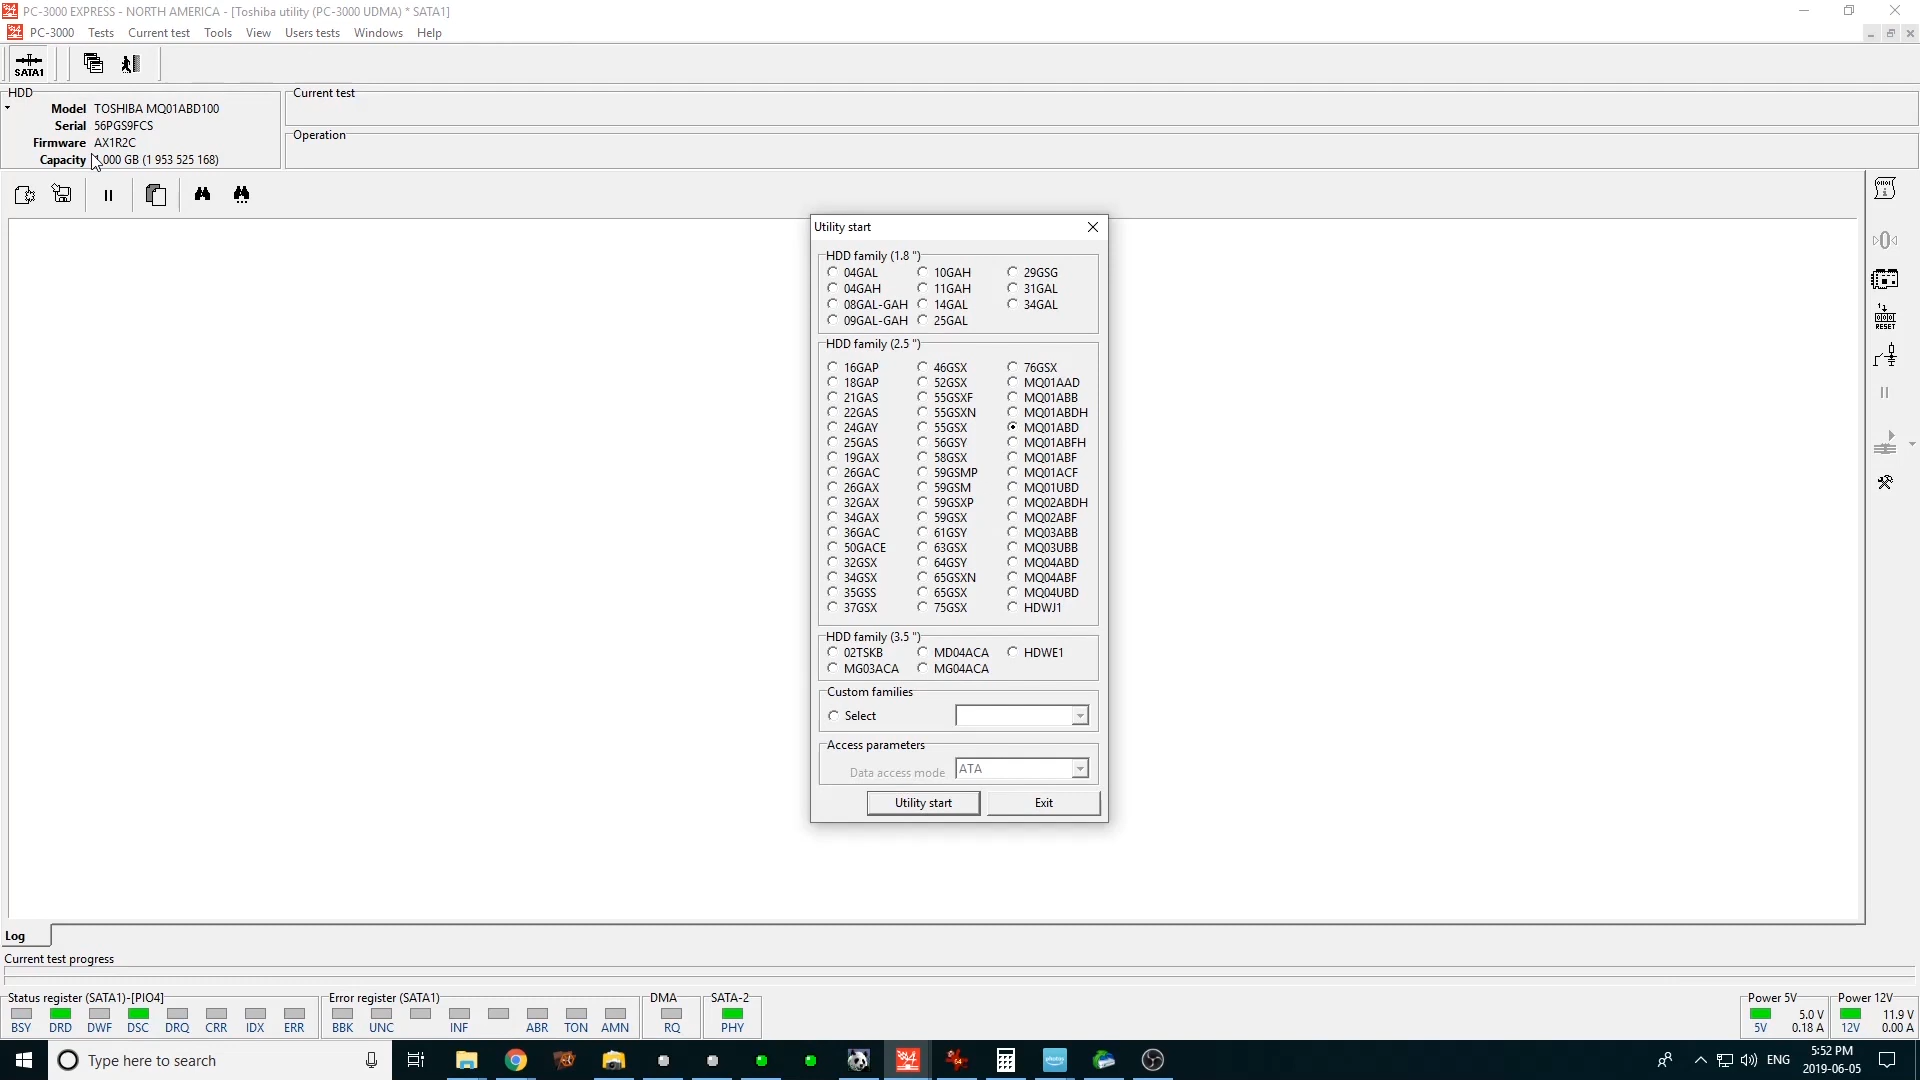 PC-3000 EXPRESS - NORTH AMERICA - [Toshiba utility (PC-3000 UDMA) * SATA1]
PC-3000 Tests Current test Tools View Users tests Windows Help
SATA1
HDD
Model TOSHIBA MQ01ABD100
Serial 56PGS9FCS
Firmware AX1R2C
Capacity 1 000 GB (1 953 525 168)
Current test
Operation
RESET
Utility start
HDD family (1.8 ")
04GAL 10GAH 29GSG
04GAH 11GAH 31GAL
08GAL-GAH 14GAL 34GAL
09GAL-GAH 25GAL
HDD family (2.5 ")
16GAP 46GSX 76GSX
18GAP 52GSX MQ01AAD
21GAS 55GSXF MQ01ABB
22GAS 55GSXN MQ01ABDH
24GAY 55GSX MQ01ABD
25GAS 56GSY MQ01ABFH
19GAX 58GSX MQ01ABF
26GAC 59GSMP MQ01ACF
26GAX 59GSM MQ01UBD
32GAX 59GSXP MQ02ABDH
34GAX 59GSX MQ02ABF
36GAC 61GSY MQ03ABB
50GACE 63GSX MQ03UBB
32GSX 64GSY MQ04ABD
34GSX 65GSXN MQ04ABF
35GSS 65GSX MQ04UBD
37GSX 75GSX HDWJ1
HDD family (3.5 ")
02TSKB MD04ACA HDWE1
MG03ACA MG04ACA
Custom families
Select
Access parameters
Data access mode ATA
Utility start Exit
Log
Current test progress
Status register (SATA1)-[PIO4] Error register (SATA1) DMA SATA-2 Power 5V Power 12V
5.0 V 11.9 V
BSY DRD DWF DSC DRQ CRR IDX ERR BBK UNC INF ABR TON AMN RQ PHY 5V 0.18 A 12V 0.00 A
Type here to search
ENG
5:52 PM
2019-06-05